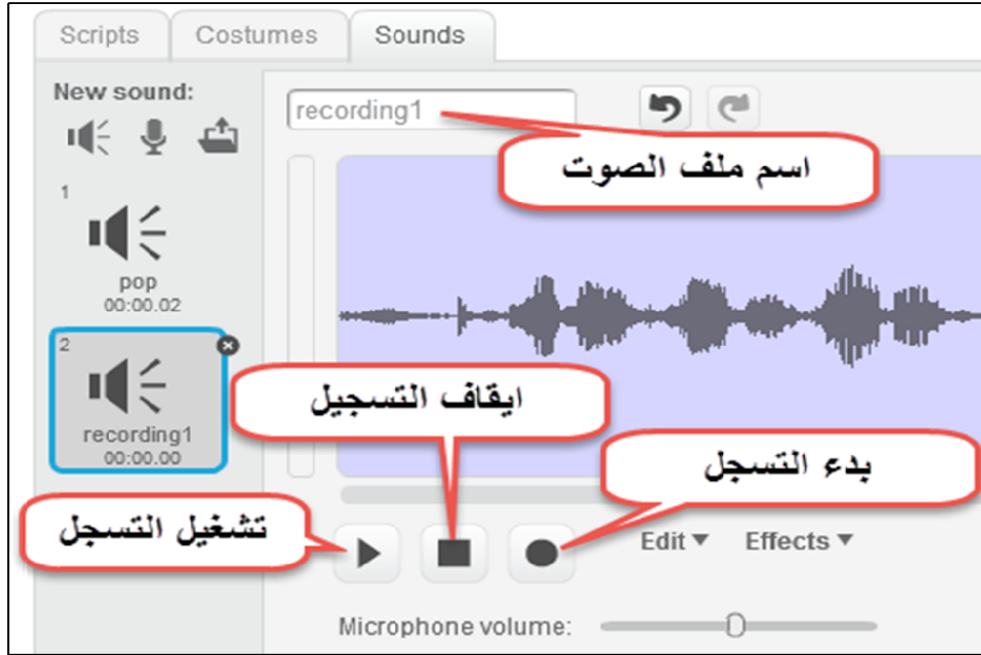 Scripts Costumes Sounds
New sound:
recording1
اسم ملف الصوت
1
pop
00:00.02
2
recording1
00:00.00
ايقاف التسجيل
بدء التسجل
تشغيل التسجل
Edit Effects
Microphone volume: